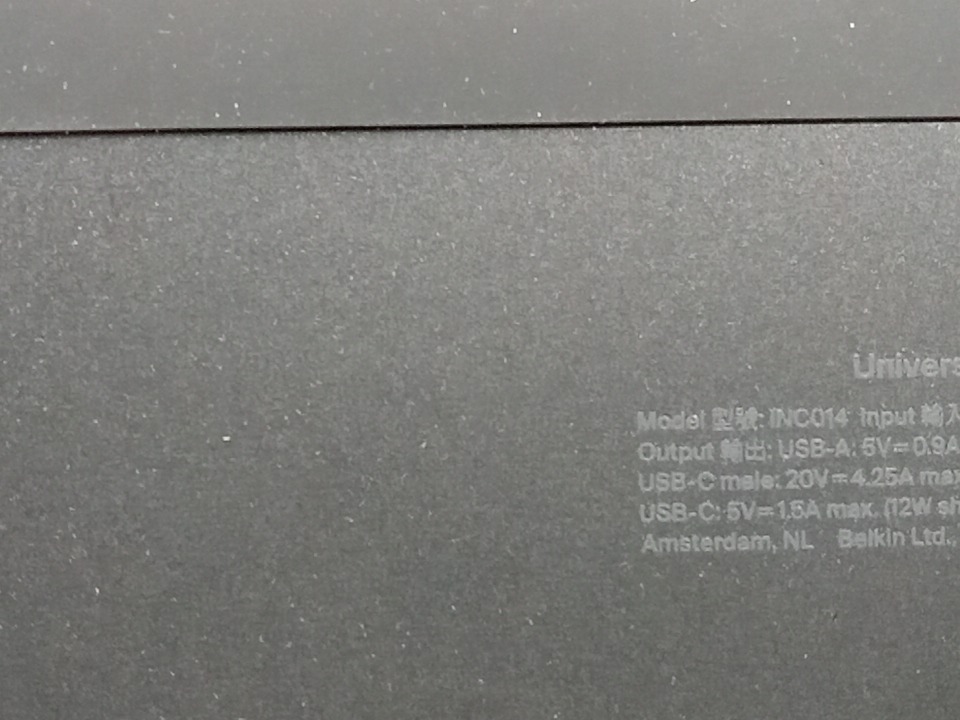 Univers
Model 型號: INC014 Input 輸入
Output 輸出: USB-A: 5V=0.9A
USB-C male: 20V=4.25A max
USB-C: 5V=1.5A max. (12W sh
Amsterdam, NL Belkin Ltd.,